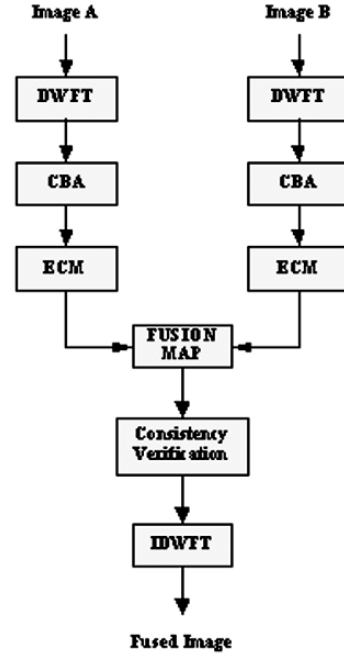 Image A
Image B
DWFT
DWFT
CBA
CBA
ECM
ECM
FUSION
MAP
Consistency
Verification
IDWFT
Fused Image